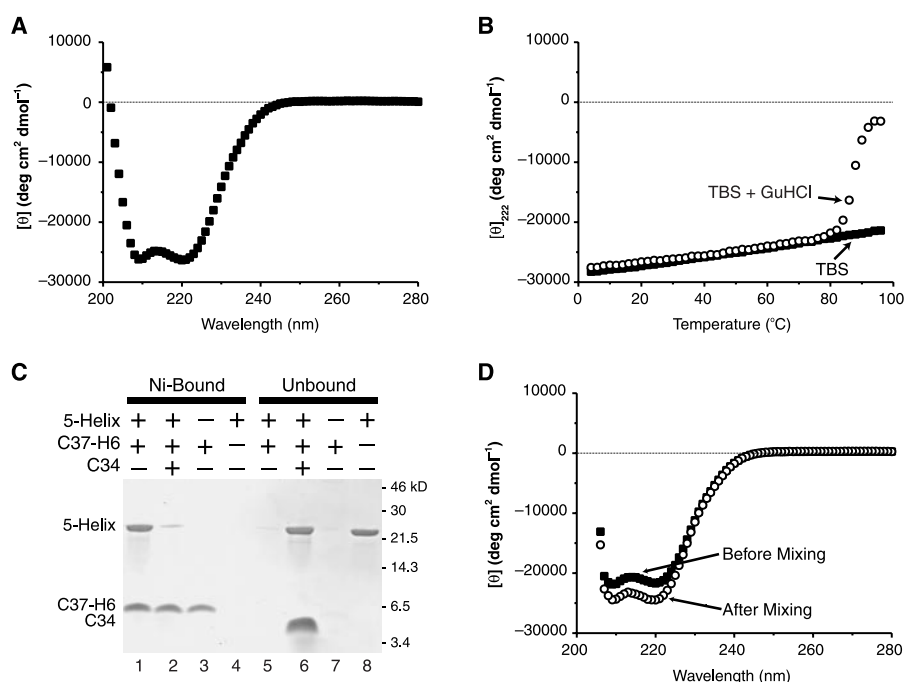 A
10000
0
−10000
−20000
−30000
[θ] (deg cm² dmol⁻¹)
200 220 240 260 280
Wavelength (nm)
B
10000
0
−10000
−20000
−30000
[θ]₂₂₂ (deg cm² dmol⁻¹)
TBS + GuHCl
TBS
0 20 40 60 80 100
Temperature (°C)
C
Ni-Bound Unbound
5-Helix + + − − + + − +
C37-H6 + + + − + + + −
C34 − + − − − + − −
46 kD
30
21.5
14.3
6.5
3.4
5-Helix
C37-H6
C34
1 2 3 4 5 6 7 8
D
10000
0
−10000
−20000
−30000
[θ] (deg cm² dmol⁻¹)
Before Mixing
After Mixing
200 220 240 260 280
Wavelength (nm)